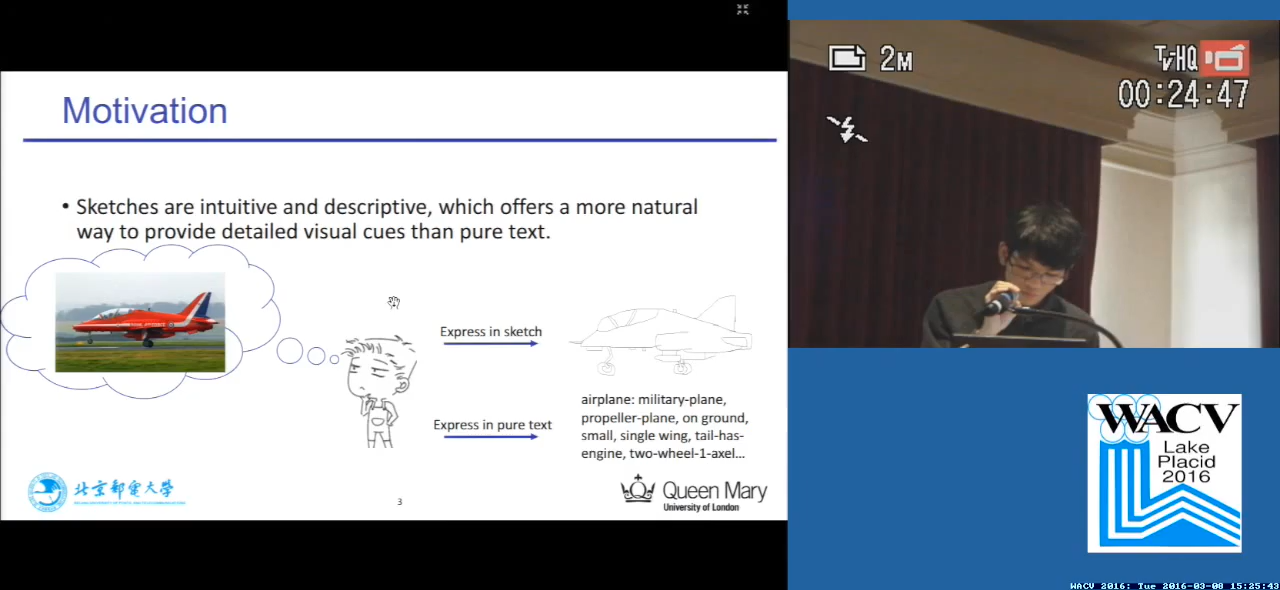 Motivation
• Sketches are intuitive and descriptive, which offers a more natural
way to provide detailed visual cues than pure text.
Express in sketch
Express in pure text
airplane: military-plane,
propeller-plane, on ground,
small, single wing, tail-has-
engine, two-wheel-1-axel...
北京邮电大学
3
Queen Mary
University of London
2M
Tv-HQ
00:24:47
WACV
Lake
Placid
2016
WACV 2016: Tue 2016-03-08 15:25:43